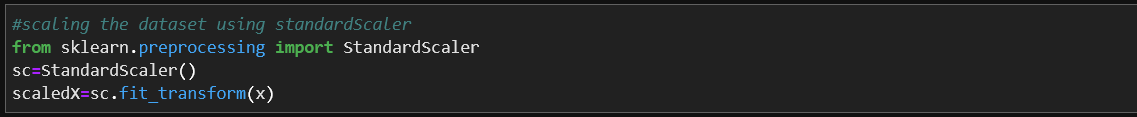 #scaling the dataset using standardScaler
from sklearn.preprocessing import StandardScaler
sc=StandardScaler()
scaledX=sc.fit_transform(x)